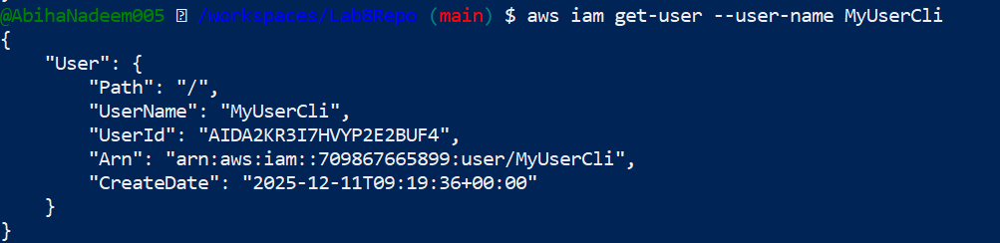 @AbihaNadeem005 /workspaces/Lab8Repo (main) $ aws iam get-user --user-name MyUserCli
{
    "User": {
        "Path": "/",
        "UserName": "MyUserCli",
        "UserId": "AIDA2KR3I7HVYP2E2BUF4",
        "Arn": "arn:aws:iam::709867665899:user/MyUserCli",
        "CreateDate": "2025-12-11T09:19:36+00:00"
    }
}